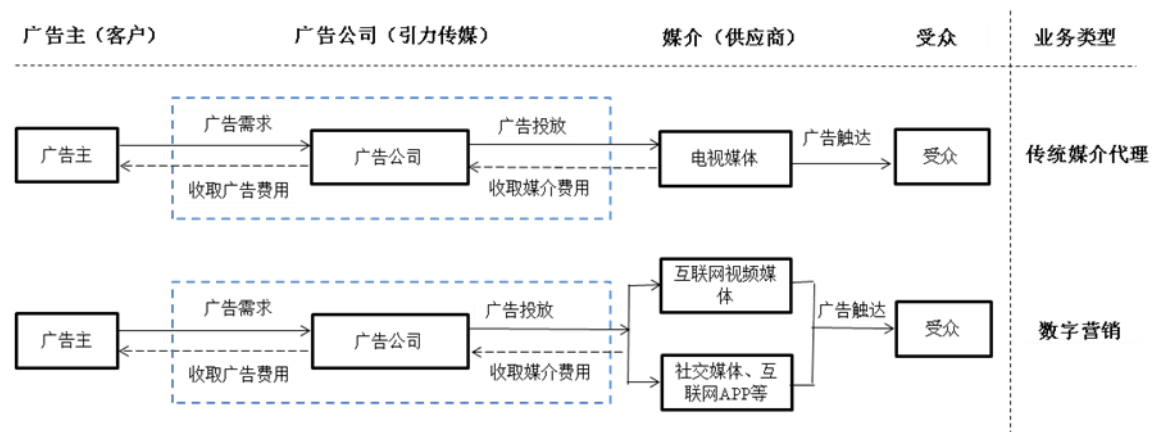 广告主（客户） 广告公司（引力传媒） 媒介（供应商） 受众 业务类型
广告需求 广告投放 广告触达
广告主 广告公司 电视媒体 受众 传统媒介代理
收取广告费用 收取媒介费用
互联网视频媒
体
广告需求 广告投放 广告触达
广告主 广告公司 受众 数字营销
收取广告费用 收取媒介费用
社交媒体、互
联网APP等